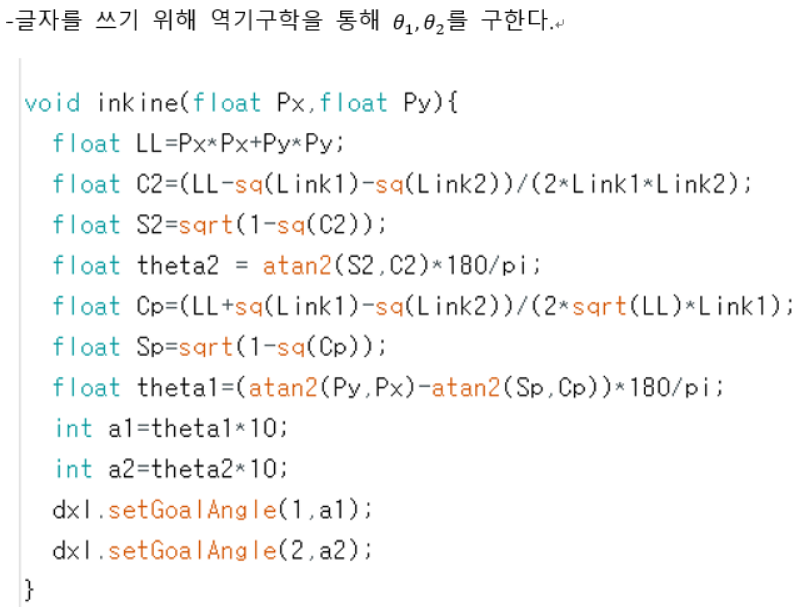 -글자를 쓰기 위해 역기구학을 통해 θ₁,θ₂를 구한다.↵
void inkine(float Px,float Py){
float LL=Px*Px+Py*Py;
float C2=(LL-sq(Link1)-sq(Link2))/(2*Link1*Link2);
float S2=sqrt(1-sq(C2));
float theta2 = atan2(S2,C2)*180/pi;
float Cp=(LL+sq(Link1)-sq(Link2))/(2*sqrt(LL)*Link1);
float Sp=sqrt(1-sq(Cp));
float theta1=(atan2(Py,Px)-atan2(Sp,Cp))*180/pi;
int a1=theta1*10;
int a2=theta2*10;
dxl.setGoalAngle(1,a1);
dxl.setGoalAngle(2,a2);
}